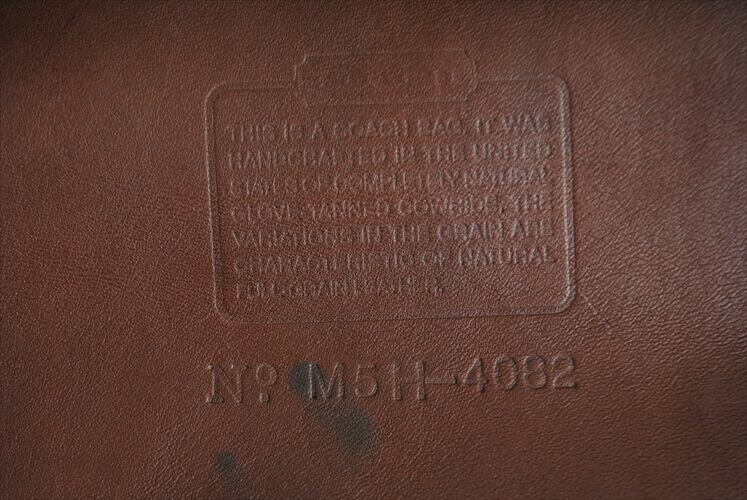 COACH
THIS IS A COACH BAG. IT WAS
HANDCRAFTED IN THE UNITED
STATES OF COMPLETELY NATURAL
GLOVE-TANNED COWHIDE, THE
VARIATIONS IN THE GRAIN ARE
CHARACTERISTIC OF NATURAL
FULL-GRAIN LEATHER.
Nº M5H-4082